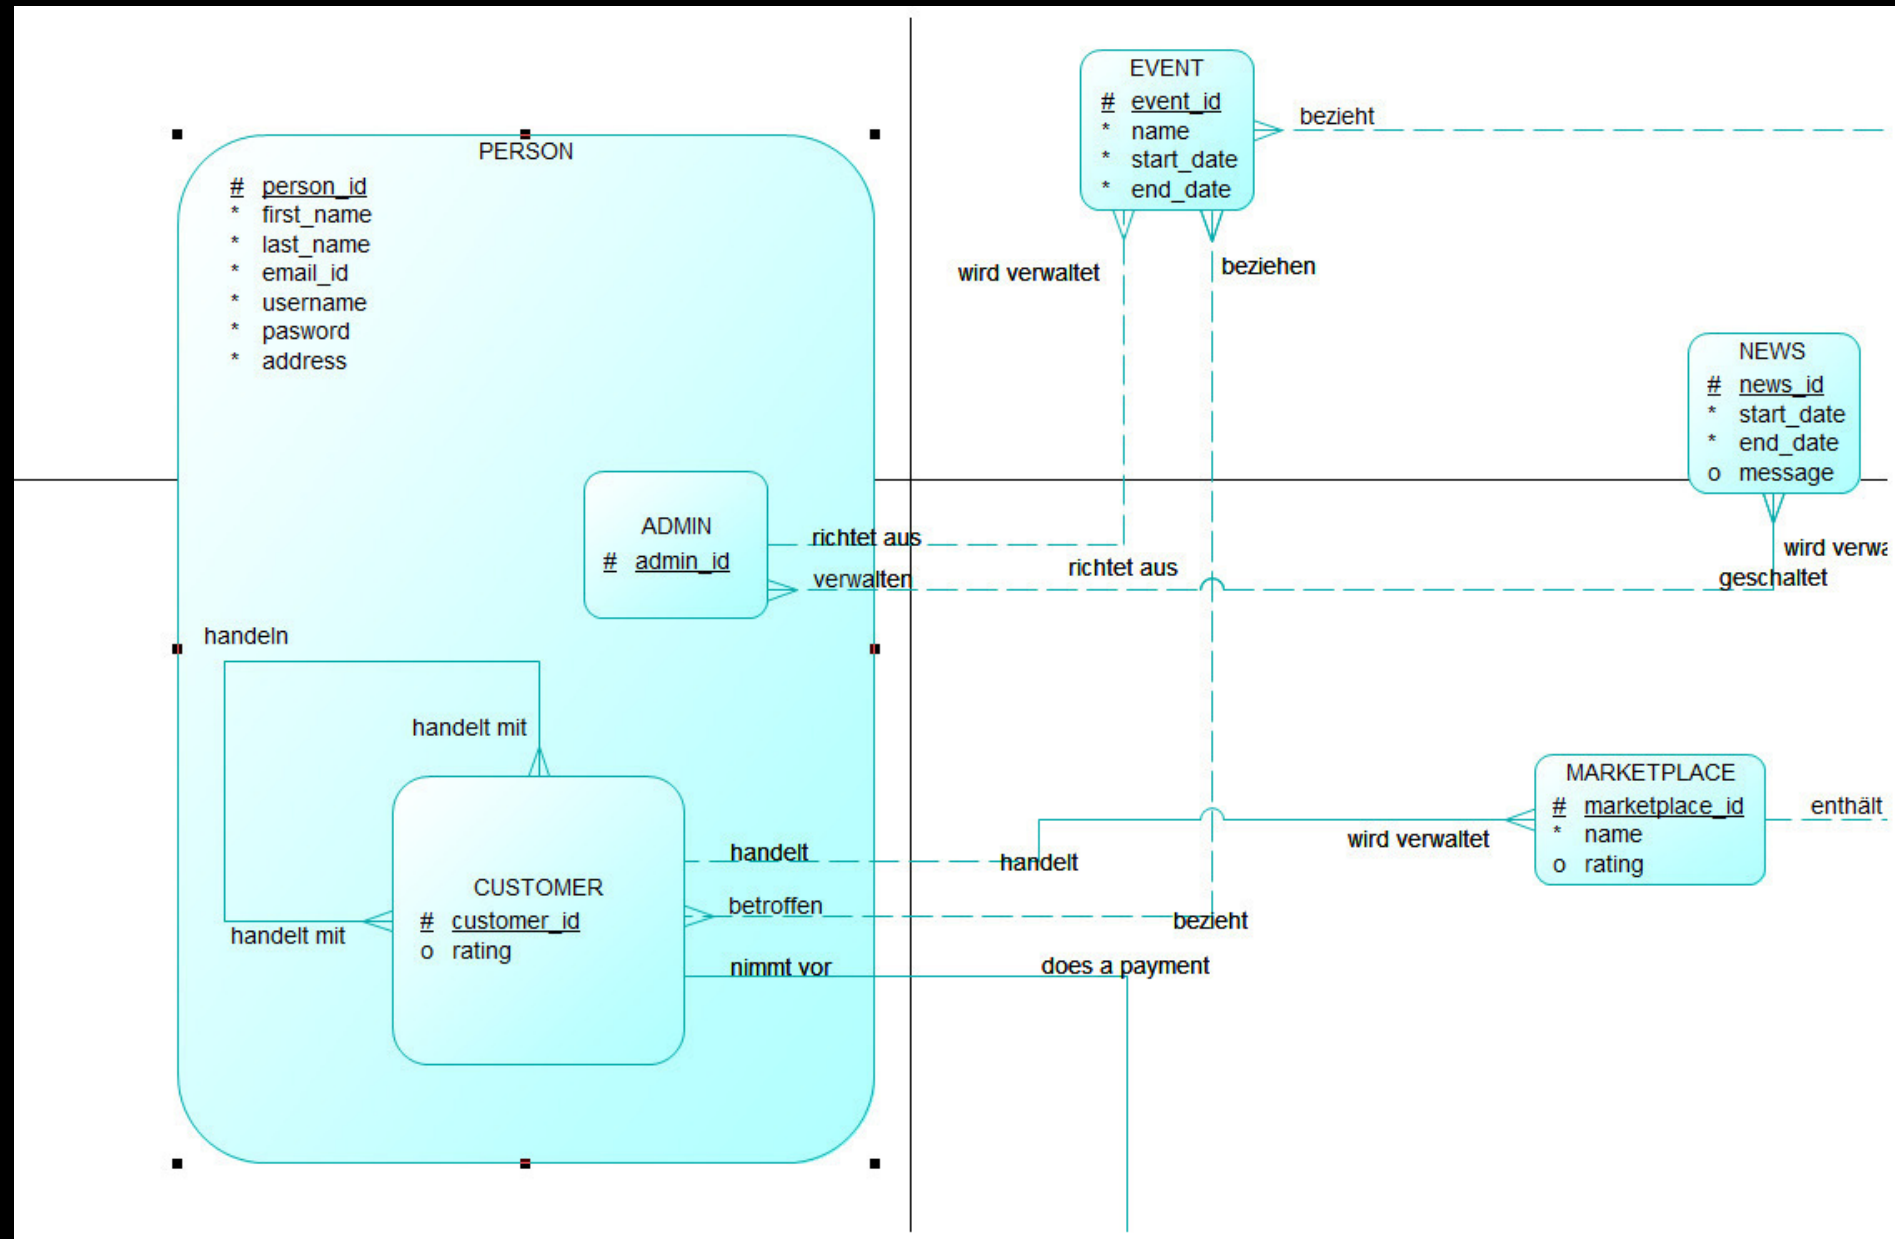 EVENT
# event_id
* name
* start_date
* end_date
bezieht
PERSON
# person_id
* first_name
* last_name
* email_id
* username
* pasword
* address
wird verwaltet
beziehen
NEWS
# news_id
* start_date
* end_date
o message
ADMIN
# admin_id
richtet aus
verwalten
richtet aus
wird verwa
geschaltet
handeln
handelt mit
handelt mit
CUSTOMER
# customer_id
o rating
handelt
handelt
wird verwaltet
betroffen
bezieht
nimmt vor
does a payment
MARKETPLACE
# marketplace_id
* name
o rating
enthält